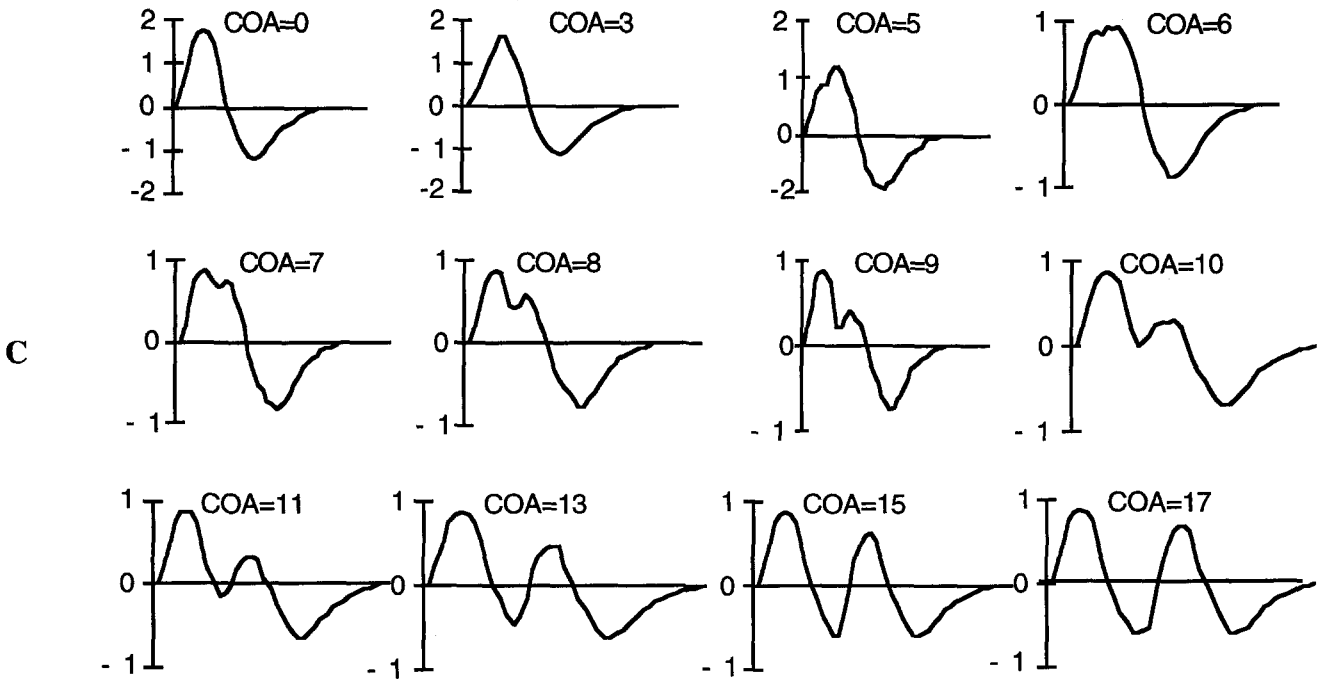 2 COA=0 2 COA=3 2 COA=5 1 COA=6
1 1 1
0 0 0 0
- 1 - 1
-2 -2 -2 - 1
1 COA=7 1 COA=8 1 COA=9 1 COA=10
C 0 0 0 0
- 1 - 1 - 1 - 1
1 COA=11 1 COA=13 1 COA=15 1 COA=17
0 0 0 0
- 1 - 1 - 1 - 1